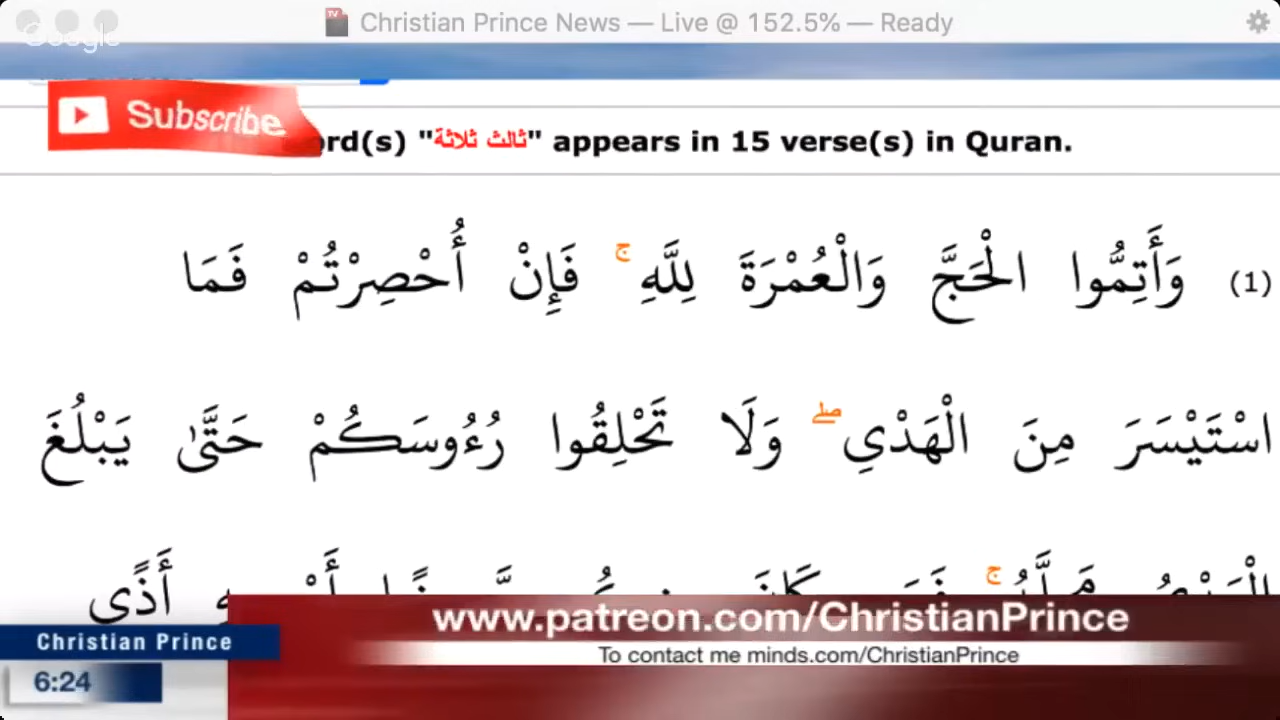 Christian Prince News — Live @ 152.5% — Ready
Google
Subscribe
ord(s) "ثالث ثلاثة" appears in 15 verse(s) in Quran.
(1) وَأَتِمُّوا الْحَجَّ وَالْعُمْرَةَ لِلَّهِ ۚ فَإِنْ أُحْصِرْتُمْ فَمَا
اسْتَيْسَرَ مِنَ الْهَدْيِ ۖ وَلَا تَحْلِقُوا رُءُوسَكُمْ حَتَّىٰ يَبْلُغَ
أَذًى
www.patreon.com/ChristianPrince
Christian Prince
To contact me minds.com/ChristianPrince
6:24